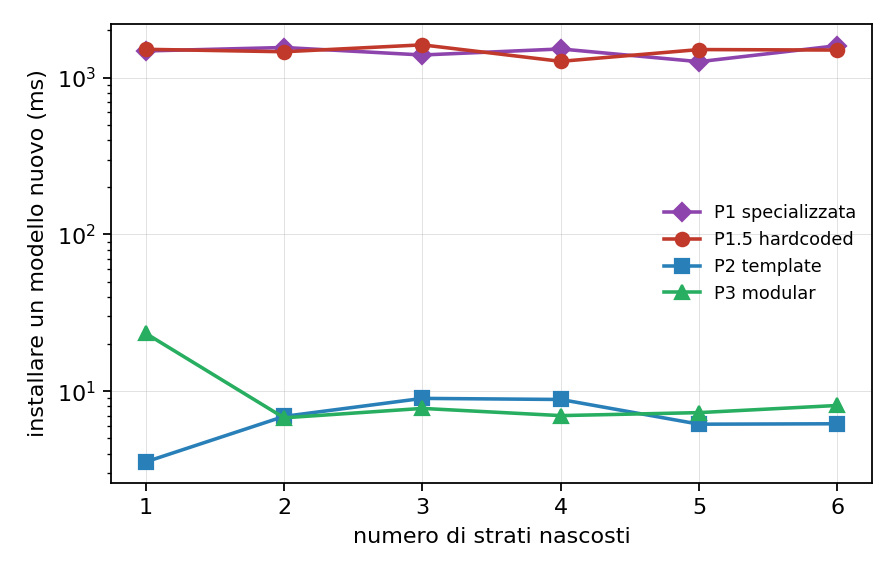 installare un modello nuovo (ms)
10³
10²
10¹
P1 specializzata
P1.5 hardcoded
P2 template
P3 modular
1 2 3 4 5 6
numero di strati nascosti